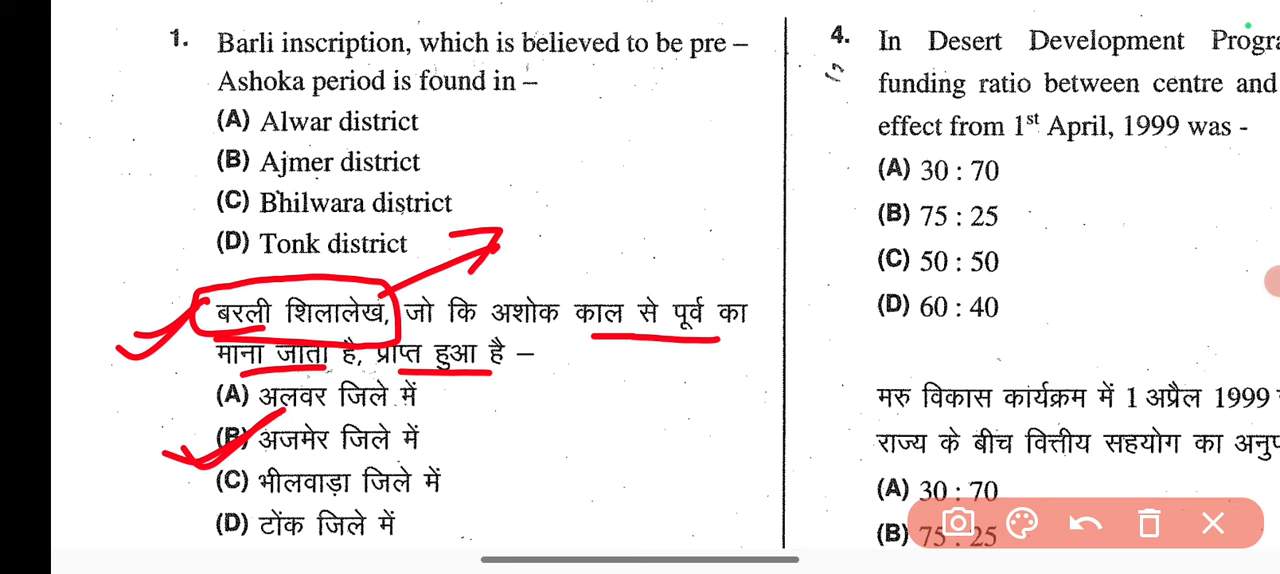 1. Barli inscription, which is believed to be pre –
Ashoka period is found in –
(A) Alwar district
(B) Ajmer district
(C) Bhilwara district
(D) Tonk district
बरली शिलालेख, जो कि अशोक काल से पूर्व का
माना जाता है, प्राप्त हुआ है –
(A) अलवर जिले में
(B) अजमेर जिले में
(C) भीलवाड़ा जिले में
(D) टोंक जिले में
4. In Desert Development
funding ratio between centre and
effect from 1st April, 1999 was -
(A) 30 : 70
(B) 75 : 25
(C) 50 : 50
(D) 60 : 40
मरु विकास कार्यक्रम में 1 अप्रैल 1999
राज्य के बीच वित्तीय सहयोग का
(A) 30 : 70
(B) 75 : 25